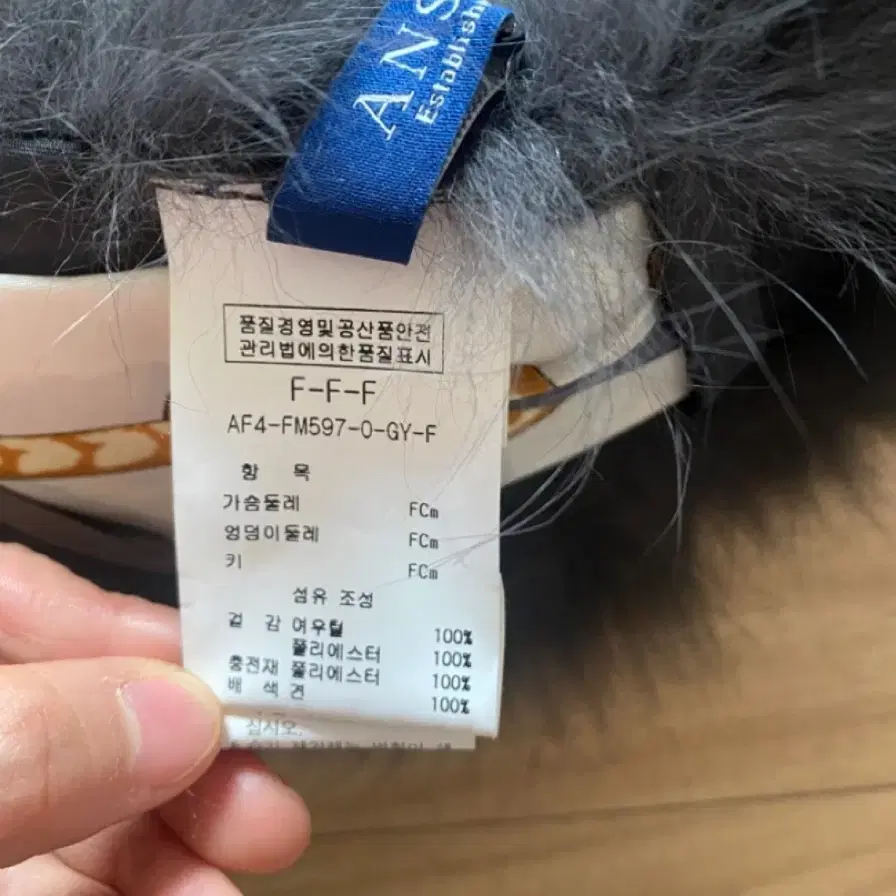 ANS
Establish
품질경영및공산품안전
관리법에의한품질표시
F-F-F
AF4-FM597-0-GY-F
항 목
가슴둘레 FCm
엉덩이둘레 FCm
키 FCm
섬유 조성
겉 감 여우털 100%
폴리에스터 100%
충전재 폴리에스터 100%
배 색 견 100%
십시오.